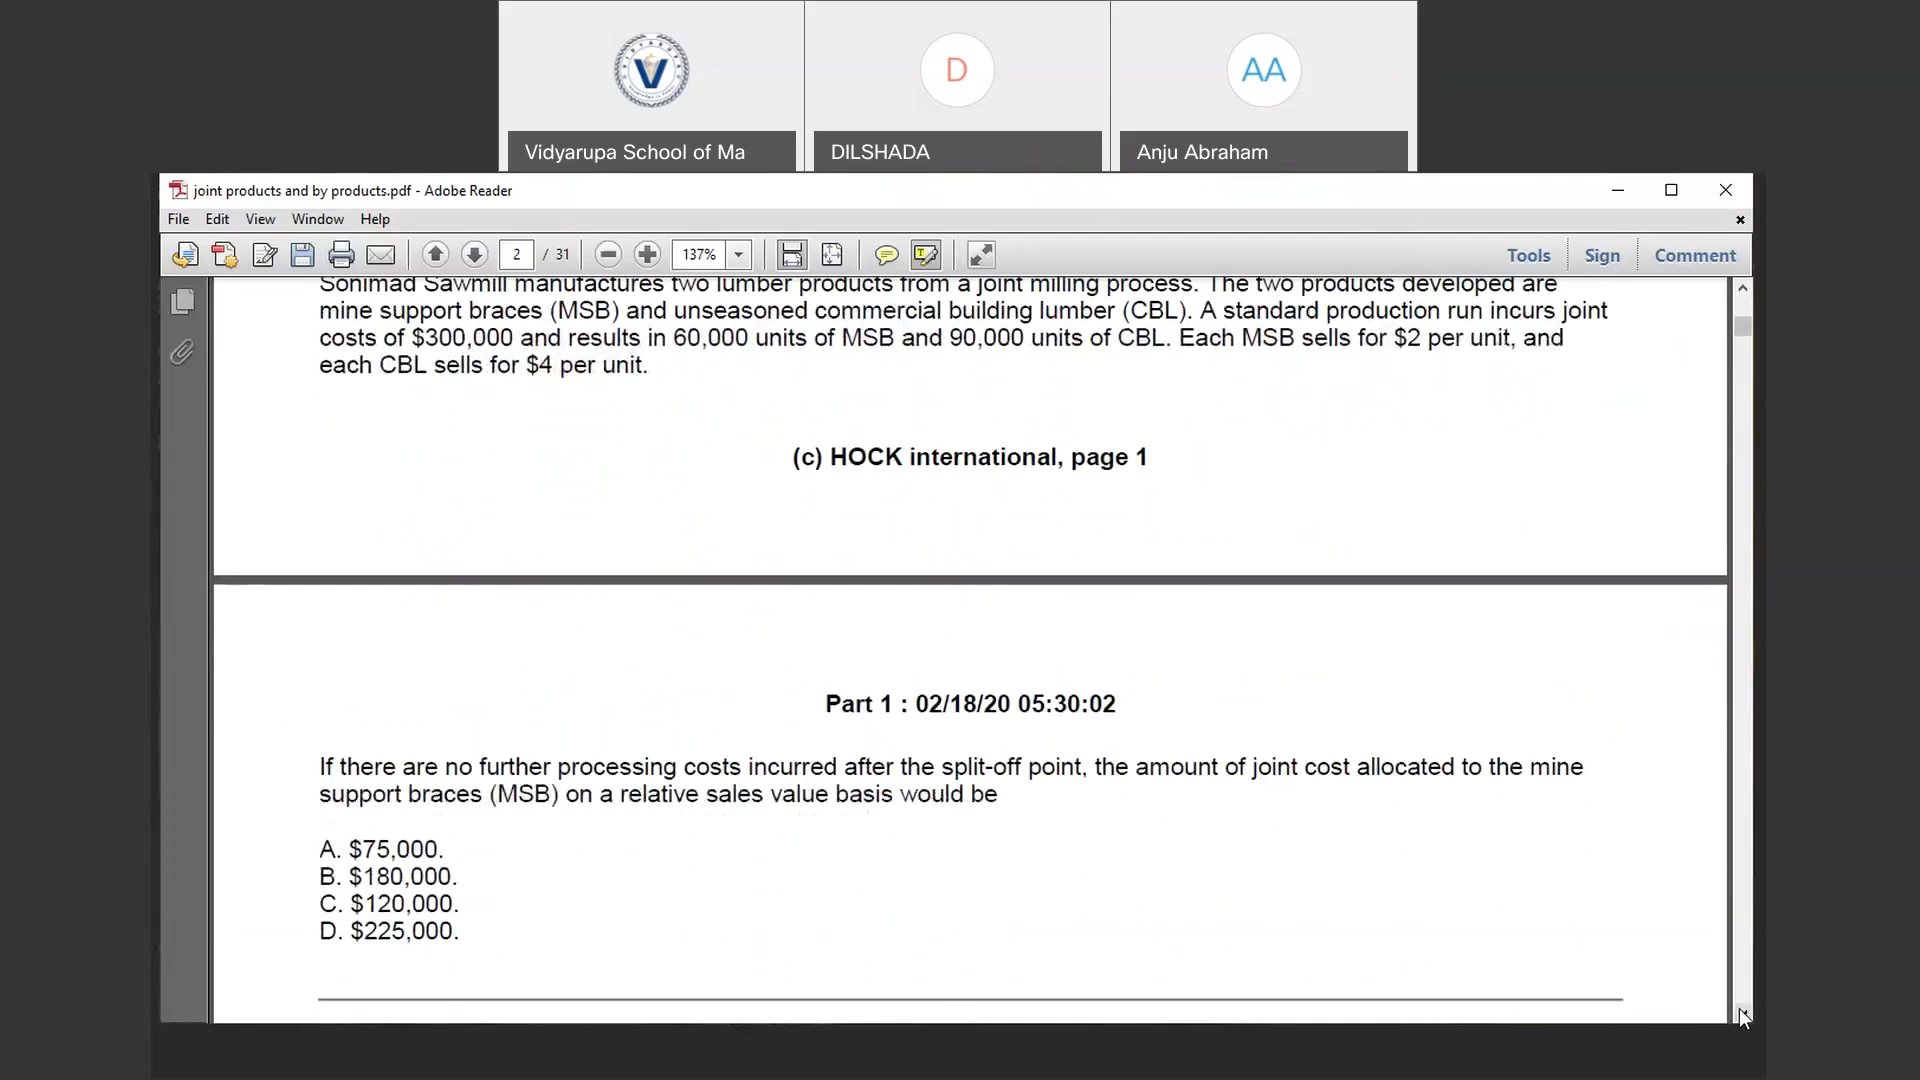 V
D
AA
Vidyarupa School of Ma
DILSHADA
Anju Abraham
joint products and by products.pdf - Adobe Reader
File Edit View Window Help
2 / 31 137% Tools Sign Comment
Sonimad Sawmill manufactures two lumber products from a joint milling process. The two products developed are
mine support braces (MSB) and unseasoned commercial building lumber (CBL). A standard production run incurs joint
costs of $300,000 and results in 60,000 units of MSB and 90,000 units of CBL. Each MSB sells for $2 per unit, and
each CBL sells for $4 per unit.
(c) HOCK international, page 1
Part 1 : 02/18/20 05:30:02
If there are no further processing costs incurred after the split-off point, the amount of joint cost allocated to the mine
support braces (MSB) on a relative sales value basis would be
A. $75,000.
B. $180,000.
C. $120,000.
D. $225,000.